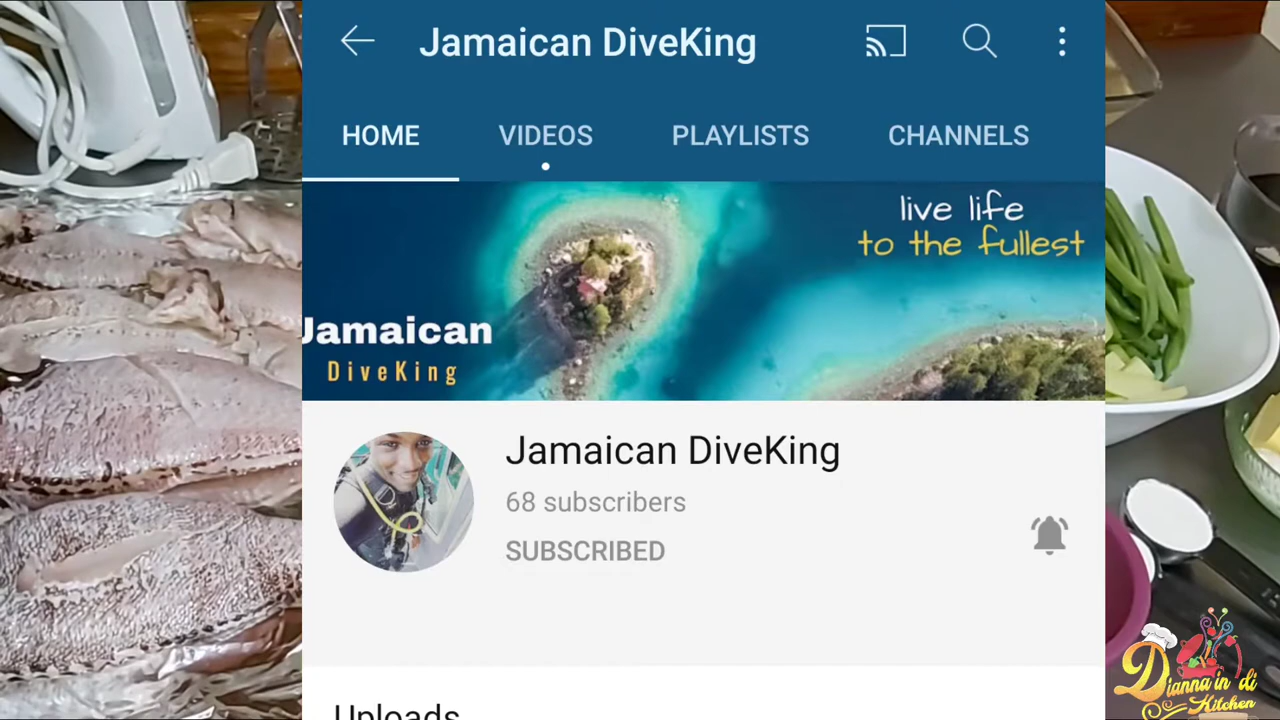 Jamaican DiveKing
HOME VIDEOS PLAYLISTS CHANNELS
live life
to the fullest
Jamaican
DiveKing
Jamaican DiveKing
68 subscribers
SUBSCRIBED
Uploads
Dianna in di
Kitchen